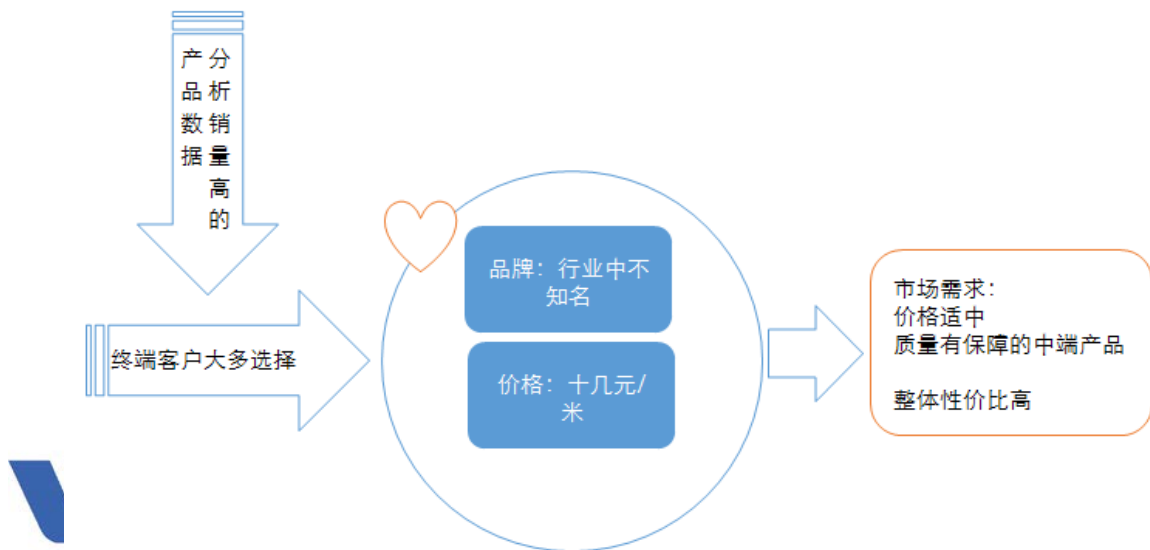 分析销量高的
产品数据
终端客户大多选择
品牌：行业中不
知名
价格：十几元/
米
市场需求：
价格适中
质量有保障的中端产品
整体性价比高